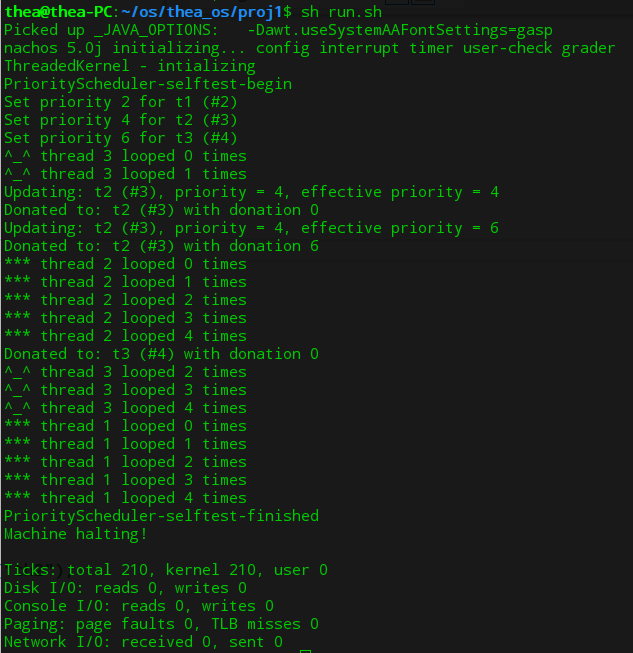 thea@thea-PC:~/os/thea_os/proj1$ sh run.sh
Picked up _JAVA_OPTIONS:   -Dawt.useSystemAAFontSettings=gasp
nachos 5.0j initializing... config interrupt timer user-check grader
ThreadedKernel - intializing
PriorityScheduler-selftest-begin
Set priority 2 for t1 (#2)
Set priority 4 for t2 (#3)
Set priority 6 for t3 (#4)
^_^ thread 3 looped 0 times
^_^ thread 3 looped 1 times
Updating: t2 (#3), priority = 4, effective priority = 4
Donated to: t2 (#3) with donation 0
Updating: t2 (#3), priority = 4, effective priority = 6
Donated to: t2 (#3) with donation 6
*** thread 2 looped 0 times
*** thread 2 looped 1 times
*** thread 2 looped 2 times
*** thread 2 looped 3 times
*** thread 2 looped 4 times
Donated to: t3 (#4) with donation 0
^_^ thread 3 looped 2 times
^_^ thread 3 looped 3 times
^_^ thread 3 looped 4 times
*** thread 1 looped 0 times
*** thread 1 looped 1 times
*** thread 1 looped 2 times
*** thread 1 looped 3 times
*** thread 1 looped 4 times
PriorityScheduler-selftest-finished
Machine halting!
Ticks: total 210, kernel 210, user 0
Disk I/O: reads 0, writes 0
Console I/O: reads 0, writes 0
Paging: page faults 0, TLB misses 0
Network I/O: received 0, sent 0